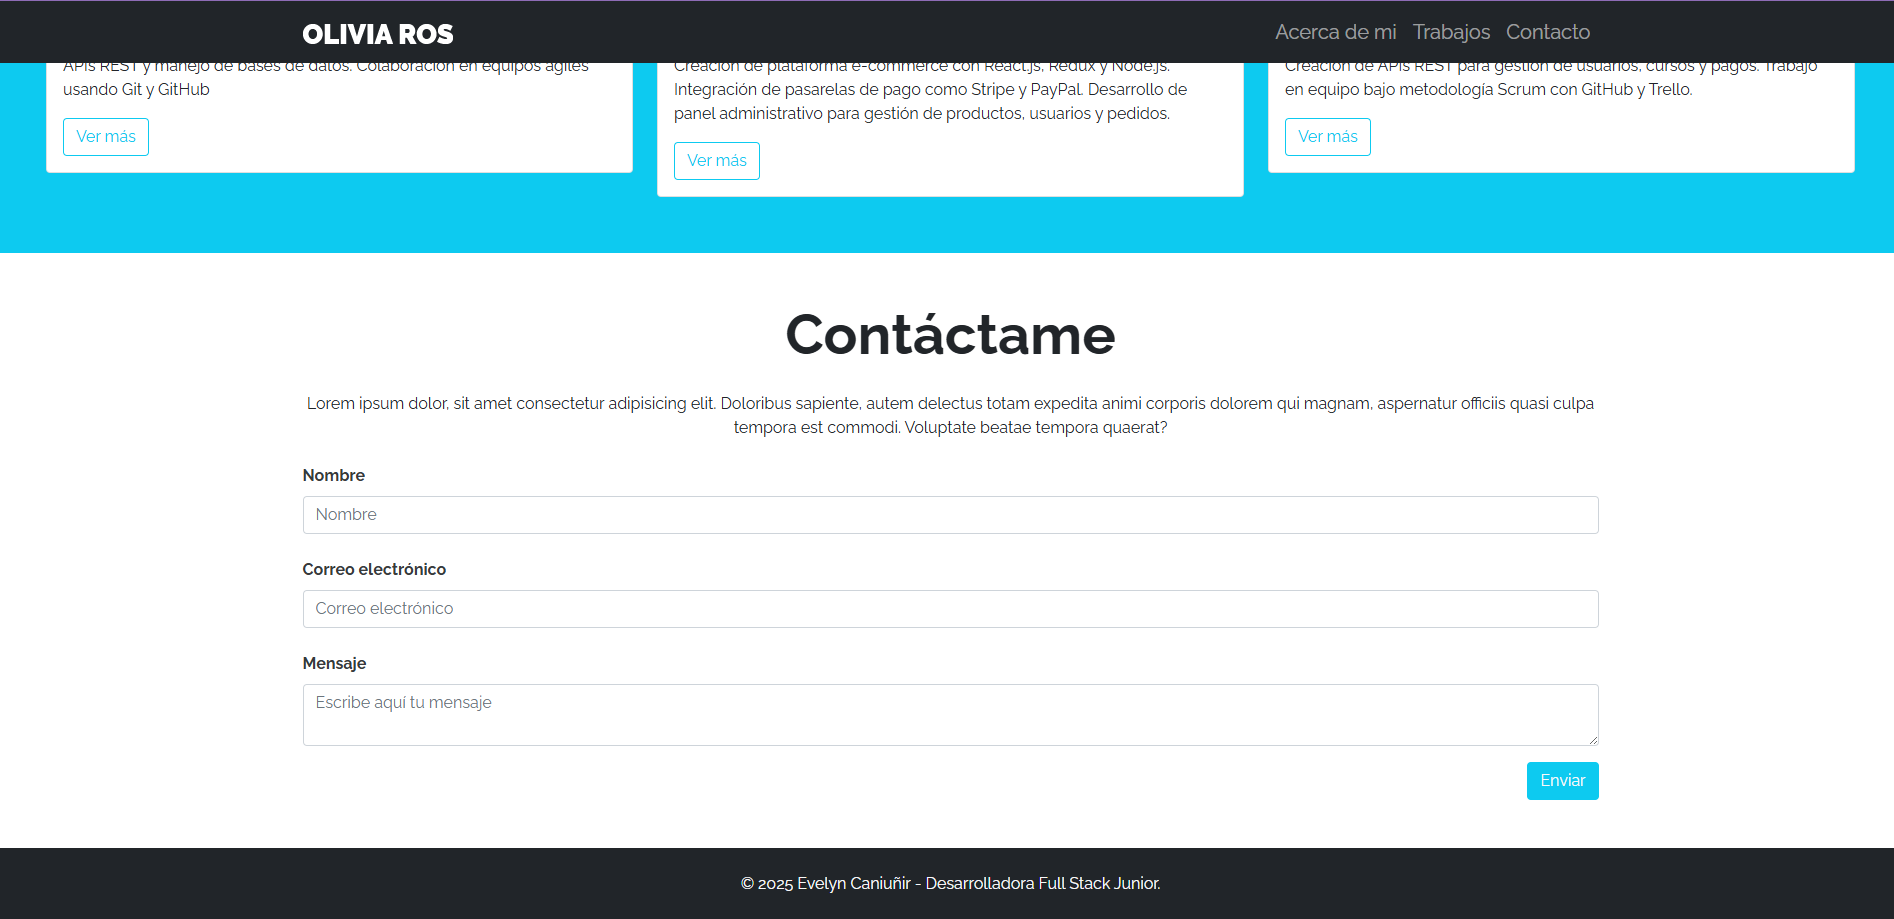 OLIVIA ROS
Acerca de mi Trabajos Contacto
APIs REST y manejo de bases de datos. Colaboración en equipos ágiles
usando Git y GitHub
Ver más
Creación de plataforma e-commerce con React.js, Redux y Node.js.
Integración de pasarelas de pago como Stripe y PayPal. Desarrollo de
panel administrativo para gestión de productos, usuarios y pedidos.
Ver más
Creación de APIs REST para gestión de usuarios, cursos y pagos. Trabajo
en equipo bajo metodología Scrum con GitHub y Trello.
Ver más
Contáctame
Lorem ipsum dolor, sit amet consectetur adipisicing elit. Doloribus sapiente, autem delectus totam expedita animi corporis dolorem qui magnam, aspernatur officiis quasi culpa
tempora est commodi. Voluptate beatae tempora quaerat?
Nombre
Nombre
Correo electrónico
Correo electrónico
Mensaje
Escribe aquí tu mensaje
Enviar
© 2025 Evelyn Caniuñir - Desarrolladora Full Stack Junior.